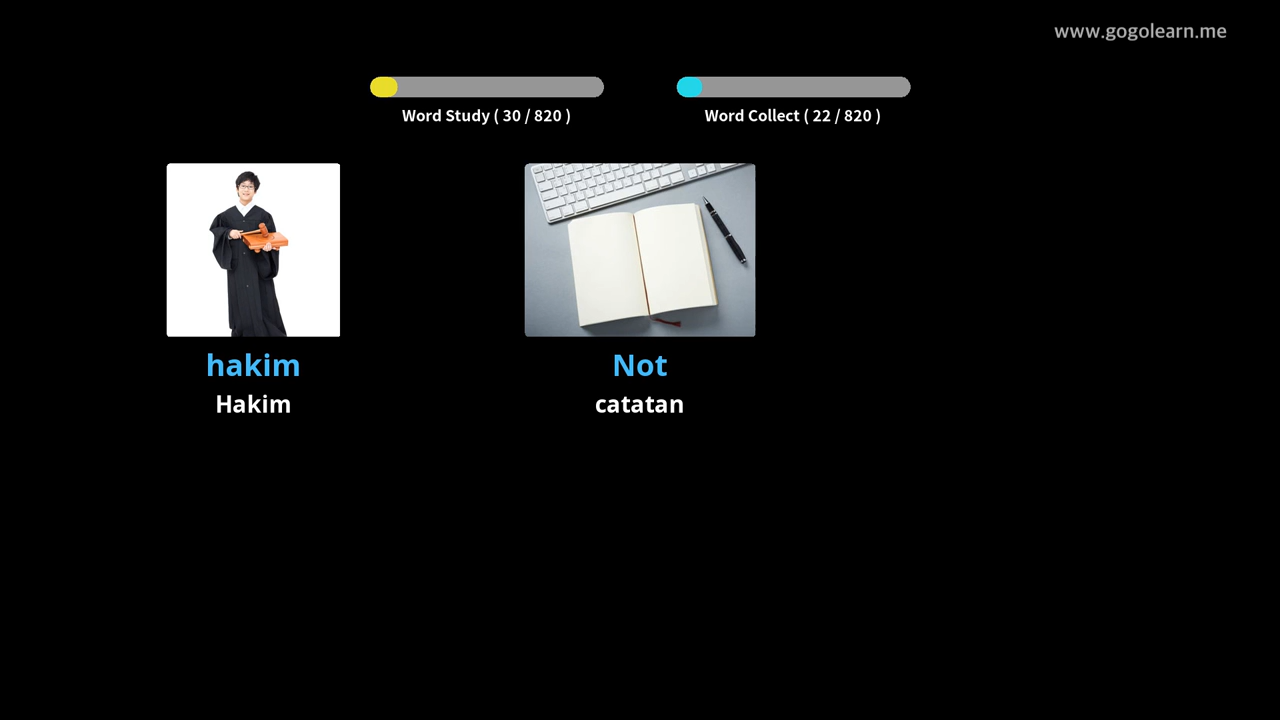 www.gogolearn.me
Word Study ( 30 / 820 )
Word Collect ( 22 / 820 )
hakim
Hakim
Not
catatan